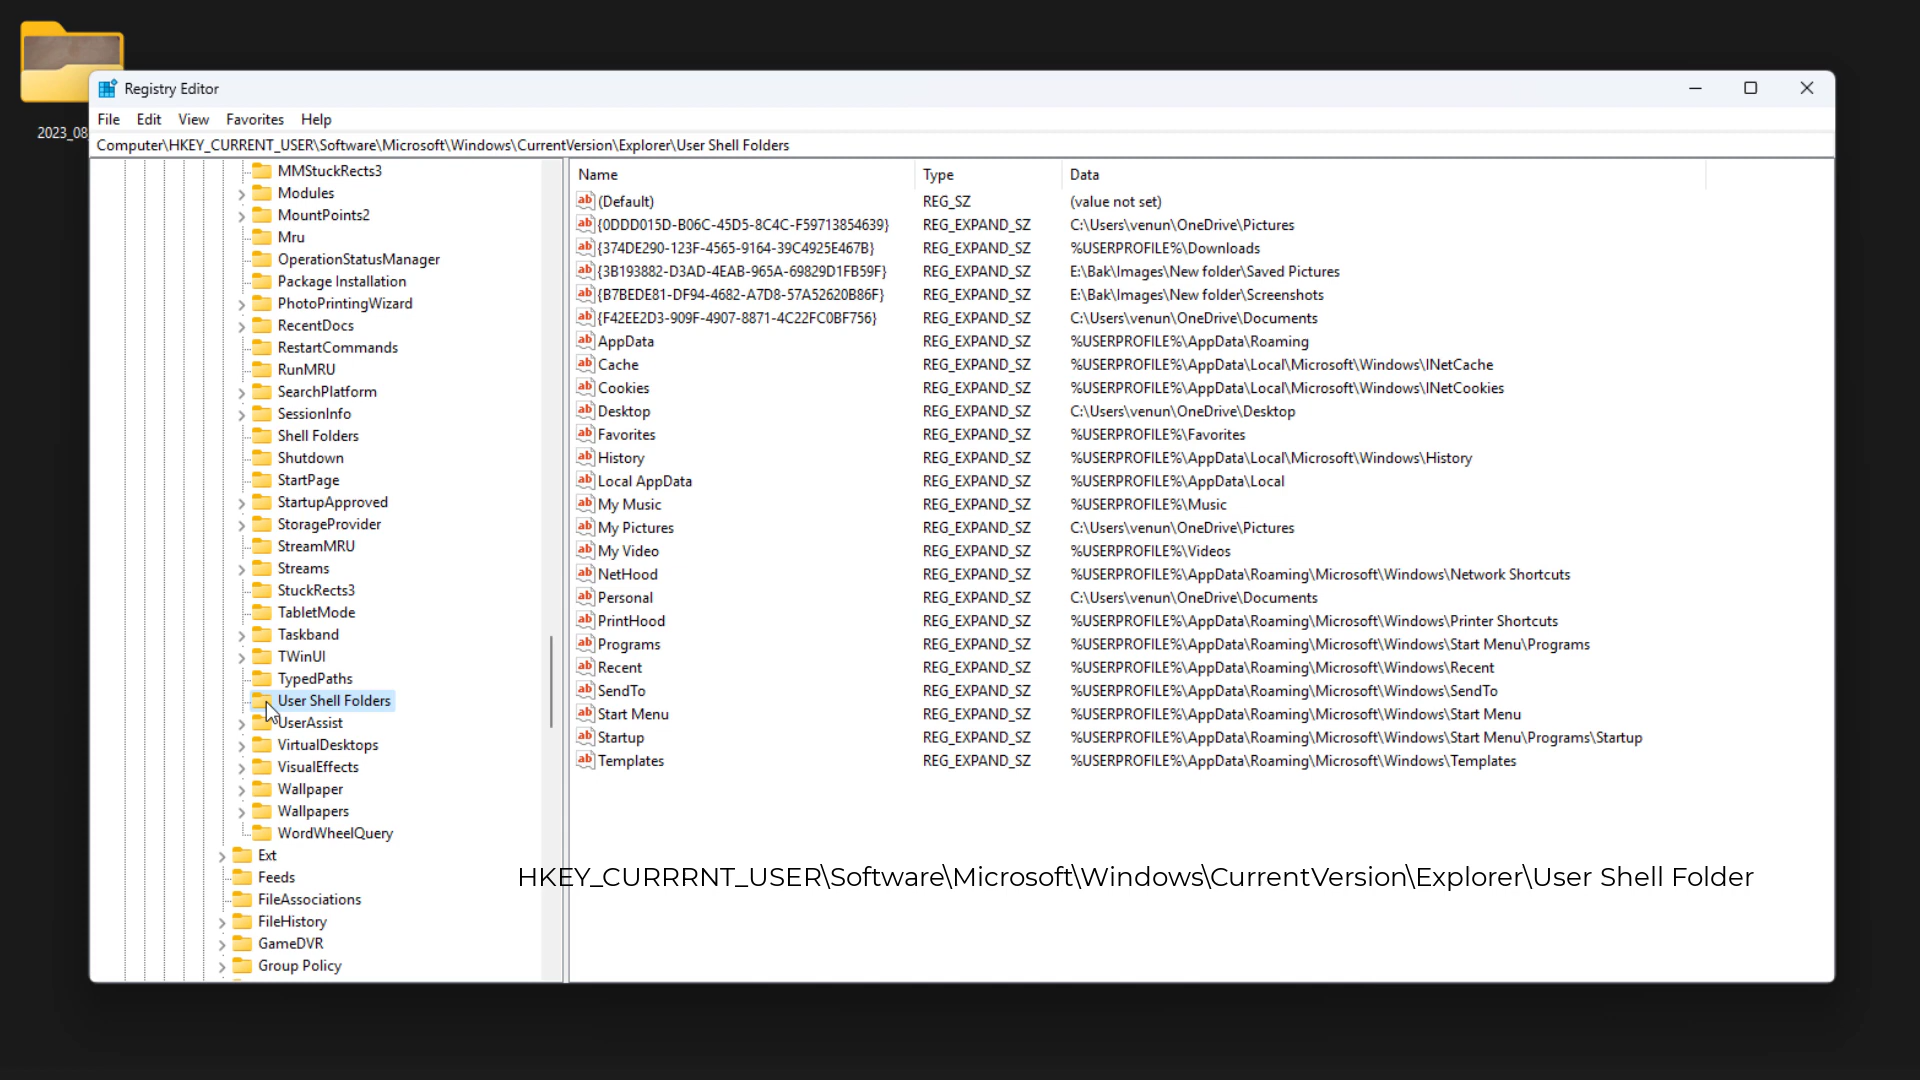 2023_08
Registry Editor
File Edit View Favorites Help
Computer\HKEY_CURRENT_USER\Software\Microsoft\Windows\CurrentVersion\Explorer\User Shell Folders
MMStuckRects3
Modules
MountPoints2
Mru
OperationStatusManager
Package Installation
PhotoPrintingWizard
RecentDocs
RestartCommands
RunMRU
SearchPlatform
SessionInfo
Shell Folders
Shutdown
StartPage
StartupApproved
StorageProvider
StreamMRU
Streams
StuckRects3
TabletMode
Taskband
TWinUI
TypedPaths
User Shell Folders
UserAssist
VirtualDesktops
VisualEffects
Wallpaper
Wallpapers
WordWheelQuery
Ext
Feeds
FileAssociations
FileHistory
GameDVR
Group Policy
Name Type Data
(Default) REG_SZ (value not set)
{0DDD015D-B06C-45D5-8C4C-F59713854639} REG_EXPAND_SZ C:\Users\venun\OneDrive\Pictures
{374DE290-123F-4565-9164-39C4925E467B} REG_EXPAND_SZ %USERPROFILE%\Downloads
{3B193882-D3AD-4EAB-965A-69829D1FB59F} REG_EXPAND_SZ E:\Bak\Images\New folder\Saved Pictures
{B7BEDE81-DF94-4682-A7D8-57A52620B86F} REG_EXPAND_SZ E:\Bak\Images\New folder\Screenshots
{F42EE2D3-909F-4907-8871-4C22FC0BF756} REG_EXPAND_SZ C:\Users\venun\OneDrive\Documents
AppData REG_EXPAND_SZ %USERPROFILE%\AppData\Roaming
Cache REG_EXPAND_SZ %USERPROFILE%\AppData\Local\Microsoft\Windows\INetCache
Cookies REG_EXPAND_SZ %USERPROFILE%\AppData\Local\Microsoft\Windows\INetCookies
Desktop REG_EXPAND_SZ C:\Users\venun\OneDrive\Desktop
Favorites REG_EXPAND_SZ %USERPROFILE%\Favorites
History REG_EXPAND_SZ %USERPROFILE%\AppData\Local\Microsoft\Windows\History
Local AppData REG_EXPAND_SZ %USERPROFILE%\AppData\Local
My Music REG_EXPAND_SZ %USERPROFILE%\Music
My Pictures REG_EXPAND_SZ C:\Users\venun\OneDrive\Pictures
My Video REG_EXPAND_SZ %USERPROFILE%\Videos
NetHood REG_EXPAND_SZ %USERPROFILE%\AppData\Roaming\Microsoft\Windows\Network Shortcuts
Personal REG_EXPAND_SZ C:\Users\venun\OneDrive\Documents
PrintHood REG_EXPAND_SZ %USERPROFILE%\AppData\Roaming\Microsoft\Windows\Printer Shortcuts
Programs REG_EXPAND_SZ %USERPROFILE%\AppData\Roaming\Microsoft\Windows\Start Menu\Programs
Recent REG_EXPAND_SZ %USERPROFILE%\AppData\Roaming\Microsoft\Windows\Recent
SendTo REG_EXPAND_SZ %USERPROFILE%\AppData\Roaming\Microsoft\Windows\SendTo
Start Menu REG_EXPAND_SZ %USERPROFILE%\AppData\Roaming\Microsoft\Windows\Start Menu
Startup REG_EXPAND_SZ %USERPROFILE%\AppData\Roaming\Microsoft\Windows\Start Menu\Programs\Startup
Templates REG_EXPAND_SZ %USERPROFILE%\AppData\Roaming\Microsoft\Windows\Templates
HKEY_CURRRNT_USER\Software\Microsoft\Windows\CurrentVersion\Explorer\User Shell Folder